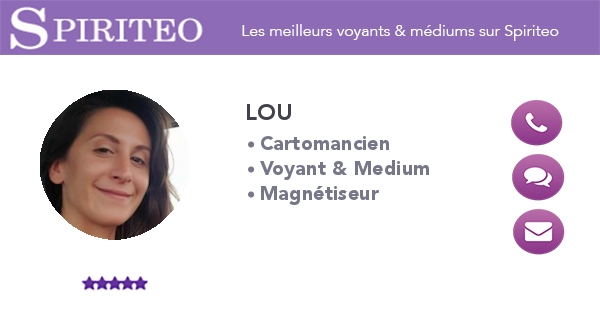 SPIRITEO
Les meilleurs voyants & médiums sur Spiriteo
LOU
• Cartomancien
• Voyant & Medium
• Magnétiseur